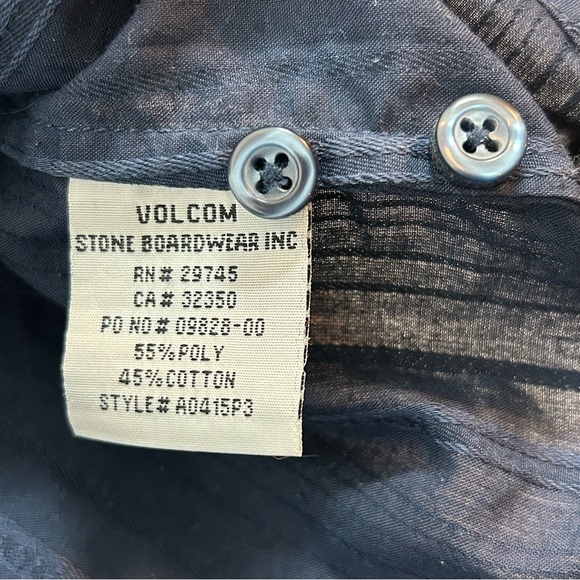 VOLCOM
STONE BOARDWEAR INC
RN# 29745
CA# 32350
PO NO# 09828-00
55%POLY
45%COTTON
STYLE# A0415P3